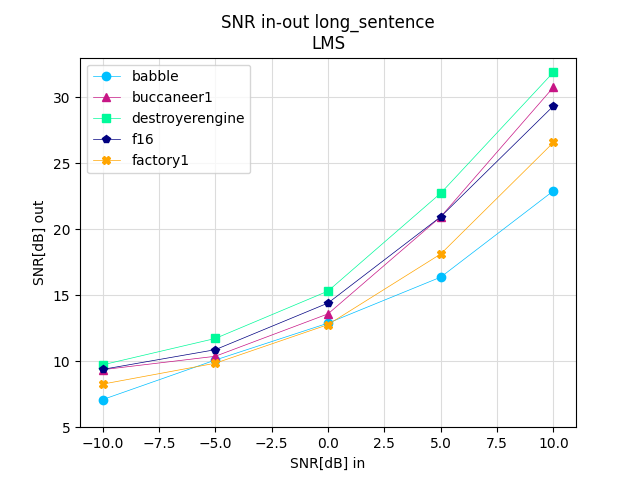 SNR in-out long_sentence
LMS
babble
buccaneer1
destroyerengine
f16
factory1
30
25
20
15
10
5
SNR[dB] out
−10.0 −7.5 −5.0 −2.5 0.0 2.5 5.0 7.5 10.0
SNR[dB] in